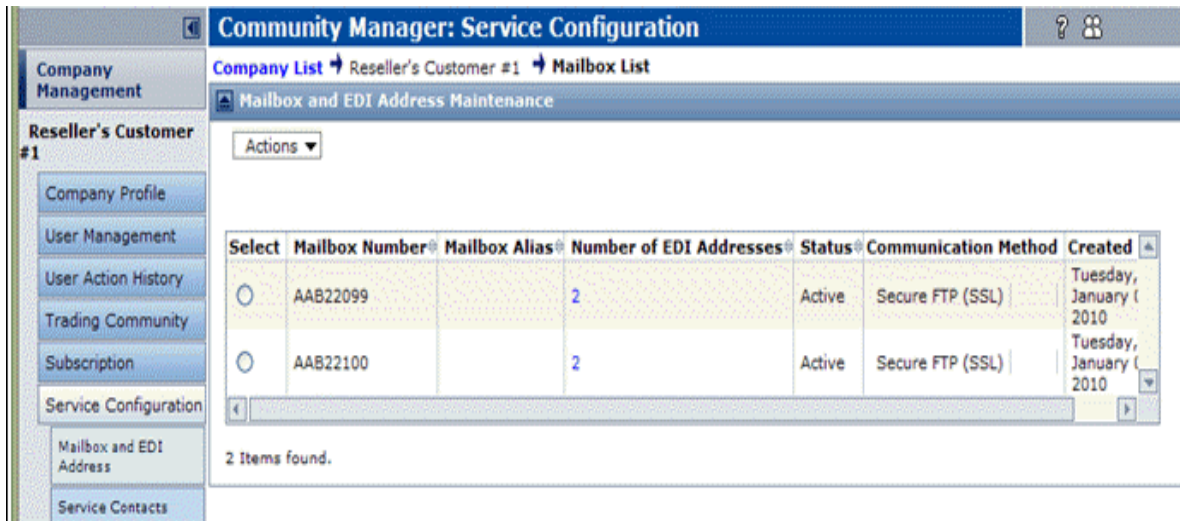 Community Manager: Service Configuration
?
Company List Reseller's Customer #1 Mailbox List
Company
Management
Mailbox and EDI Address Maintenance
Reseller's Customer
#1
Actions
Company Profile
User Management
User Action History
Trading Community
Subscription
Service Configuration
Mailbox and EDI
Address
Service Contacts
Select Mailbox Number Mailbox Alias Number of EDI Addresses Status Communication Method Created
AAB22099 2 Active Secure FTP (SSL)
Tuesday,
January
2010
AAB22100 2 Active Secure FTP (SSL)
Tuesday,
January
2010
2 Items found.